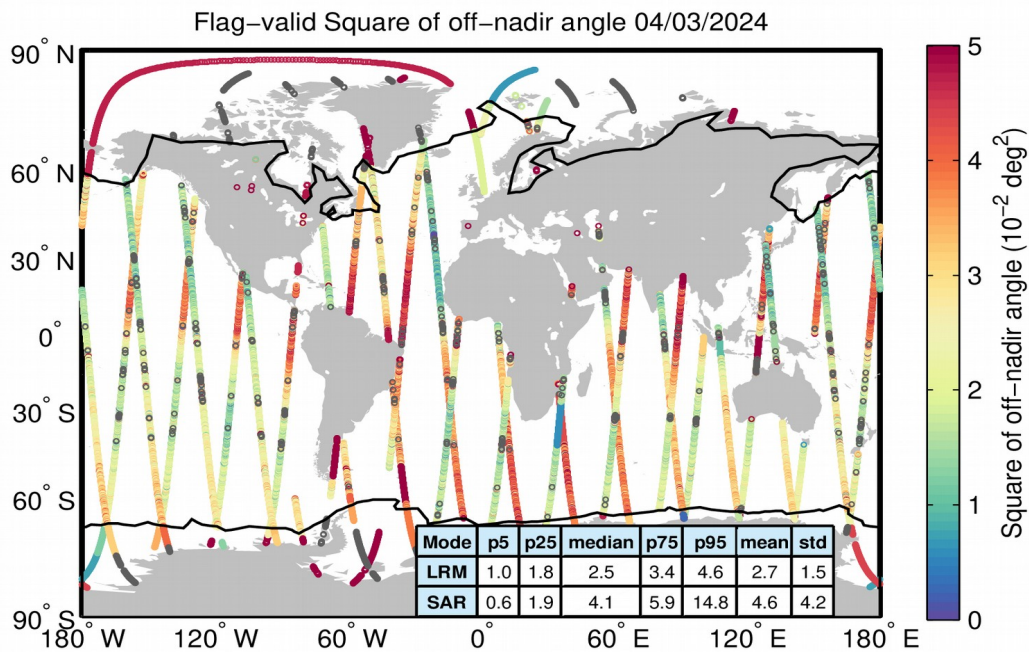 Flag-valid Square of off-nadir angle 04/03/2024
90° N
60° N
30° N
0°
30° S
60° S
90° S
180° W
120° W
60° W
0°
60° E
120° E
180° E
Mode p5 p25 median p75 p95 mean std
LRM 1.0 1.8 2.5 3.4 4.6 2.7 1.5
SAR 0.6 1.9 4.1 5.9 14.8 4.6 4.2
5
4
3
2
1
0
Square of off-nadir angle (10⁻² deg²)